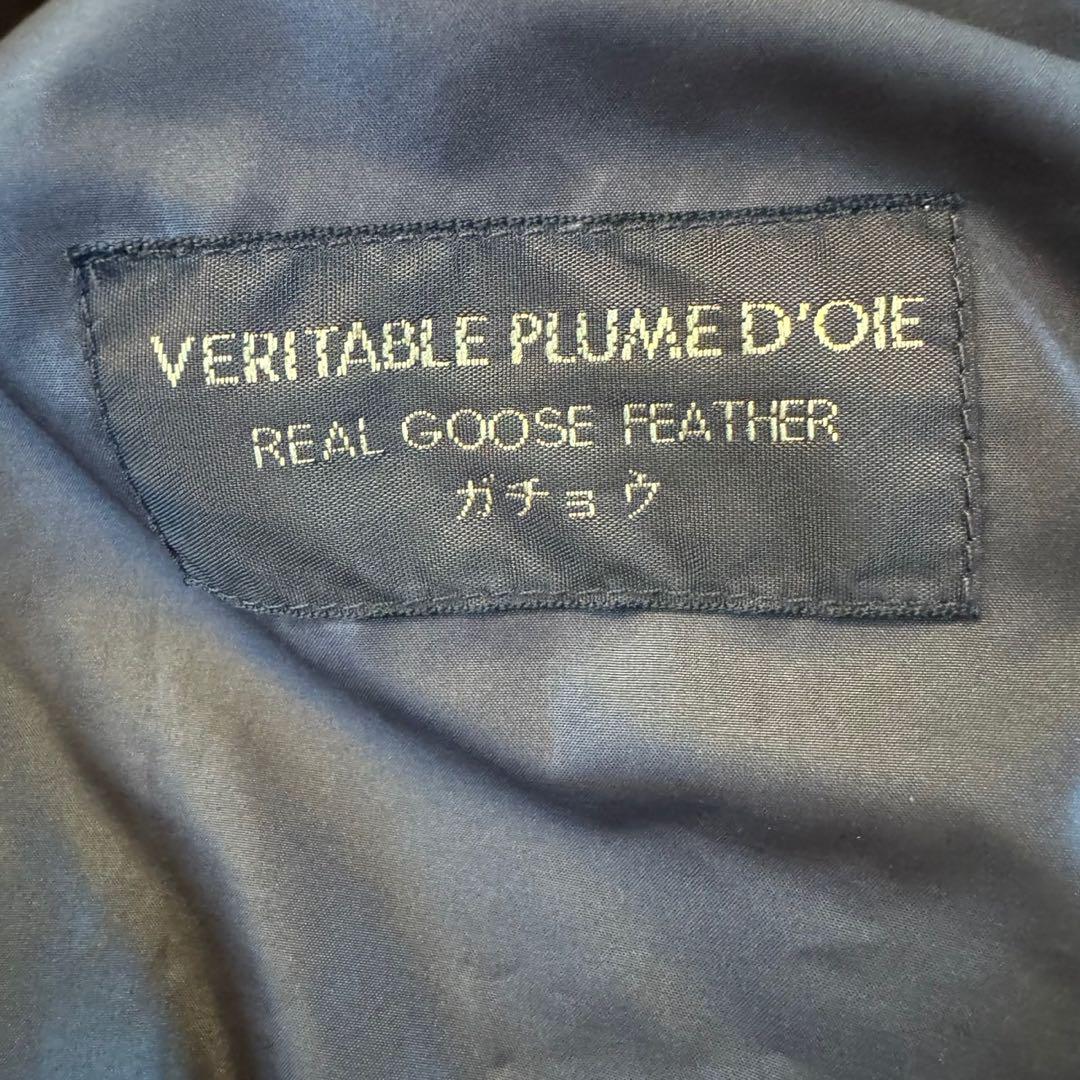 VERITABLE PLUME D'OIE
REAL GOOSE FEATHER
ガチョウ